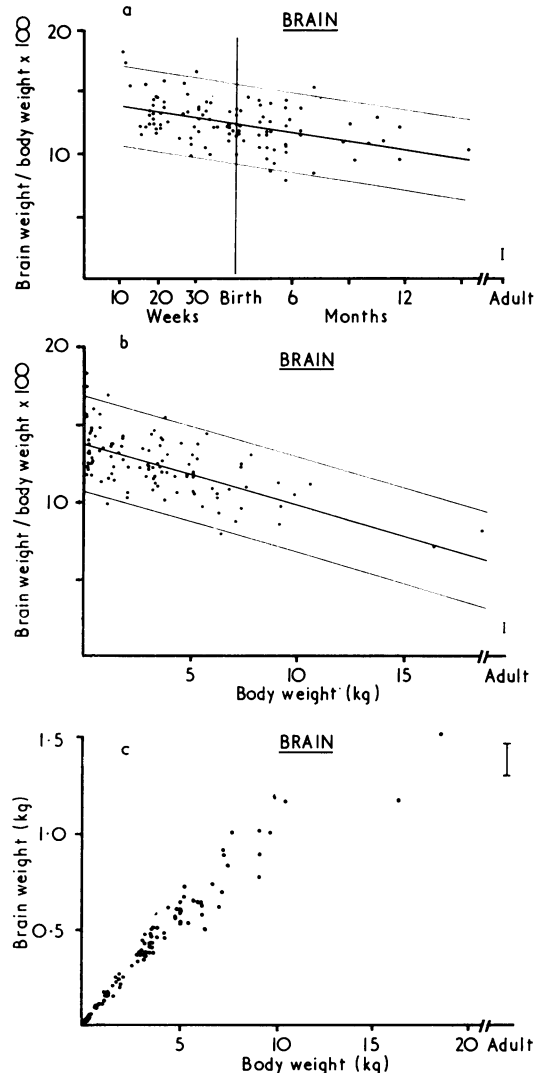 a
BRAIN
Brain weight / body weight x 100
20
10
10 20 30 Birth 6 12 Adult
Weeks Months
b
BRAIN
Brain weight / body weight x 100
20
10
5 10 15 Adult
Body weight (kg)
c
BRAIN
Brain weight (kg)
1·5
1·0
0·5
5 10 15 20 Adult
Body weight (kg)